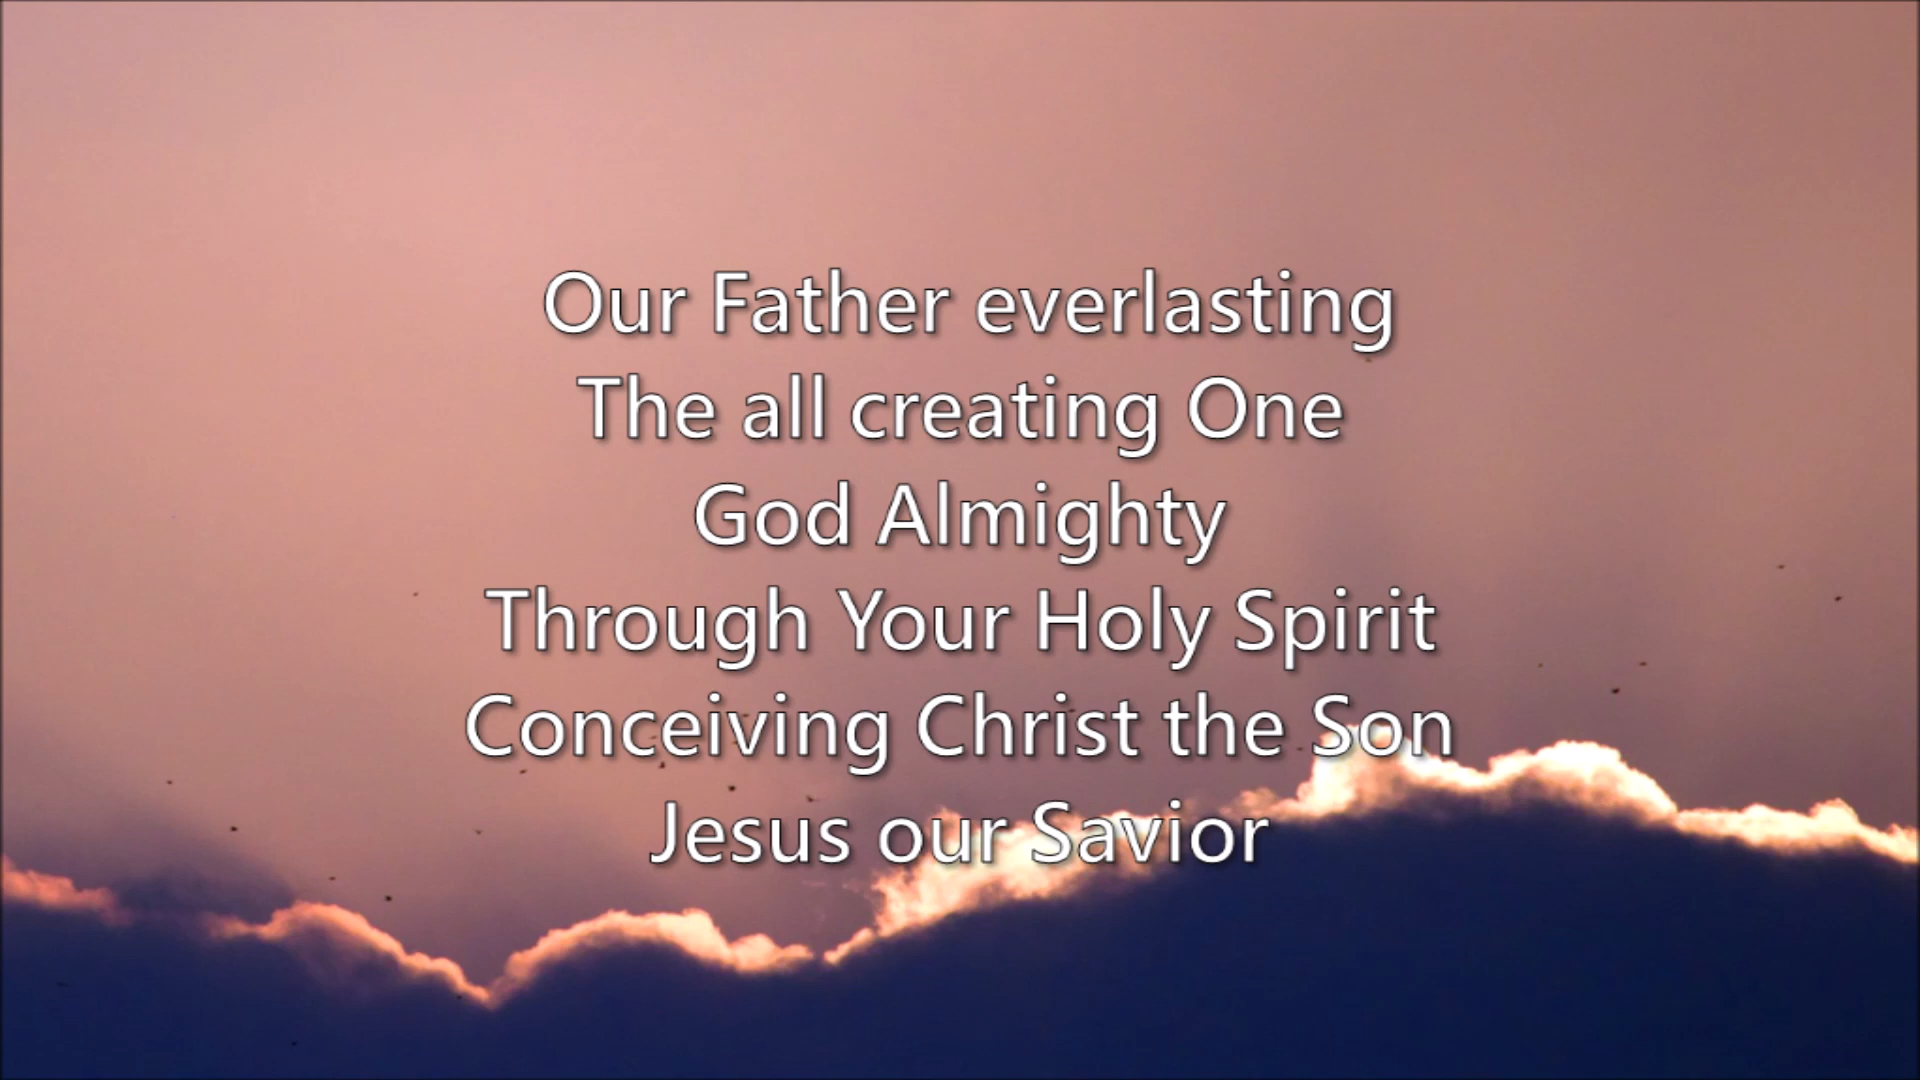 Our Father everlasting
The all creating One
God Almighty
Through Your Holy Spirit
Conceiving Christ the Son
Jesus our Savior